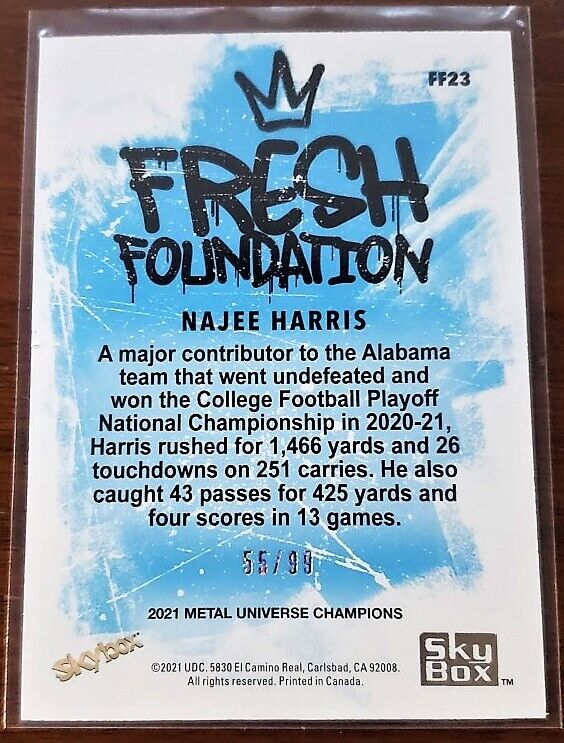 FF23
FRESH
FOUNDATION
NAJEE HARRIS
A major contributor to the Alabama
team that went undefeated and
won the College Football Playoff
National Championship in 2020-21,
Harris rushed for 1,466 yards and 26
touchdowns on 251 carries. He also
caught 43 passes for 425 yards and
four scores in 13 games.
55/99
2021 METAL UNIVERSE CHAMPIONS
Skybox
©2021 UDC. 5830 El Camino Real, Carlsbad, CA 92008.
All rights reserved. Printed in Canada.
Sky
Box ™